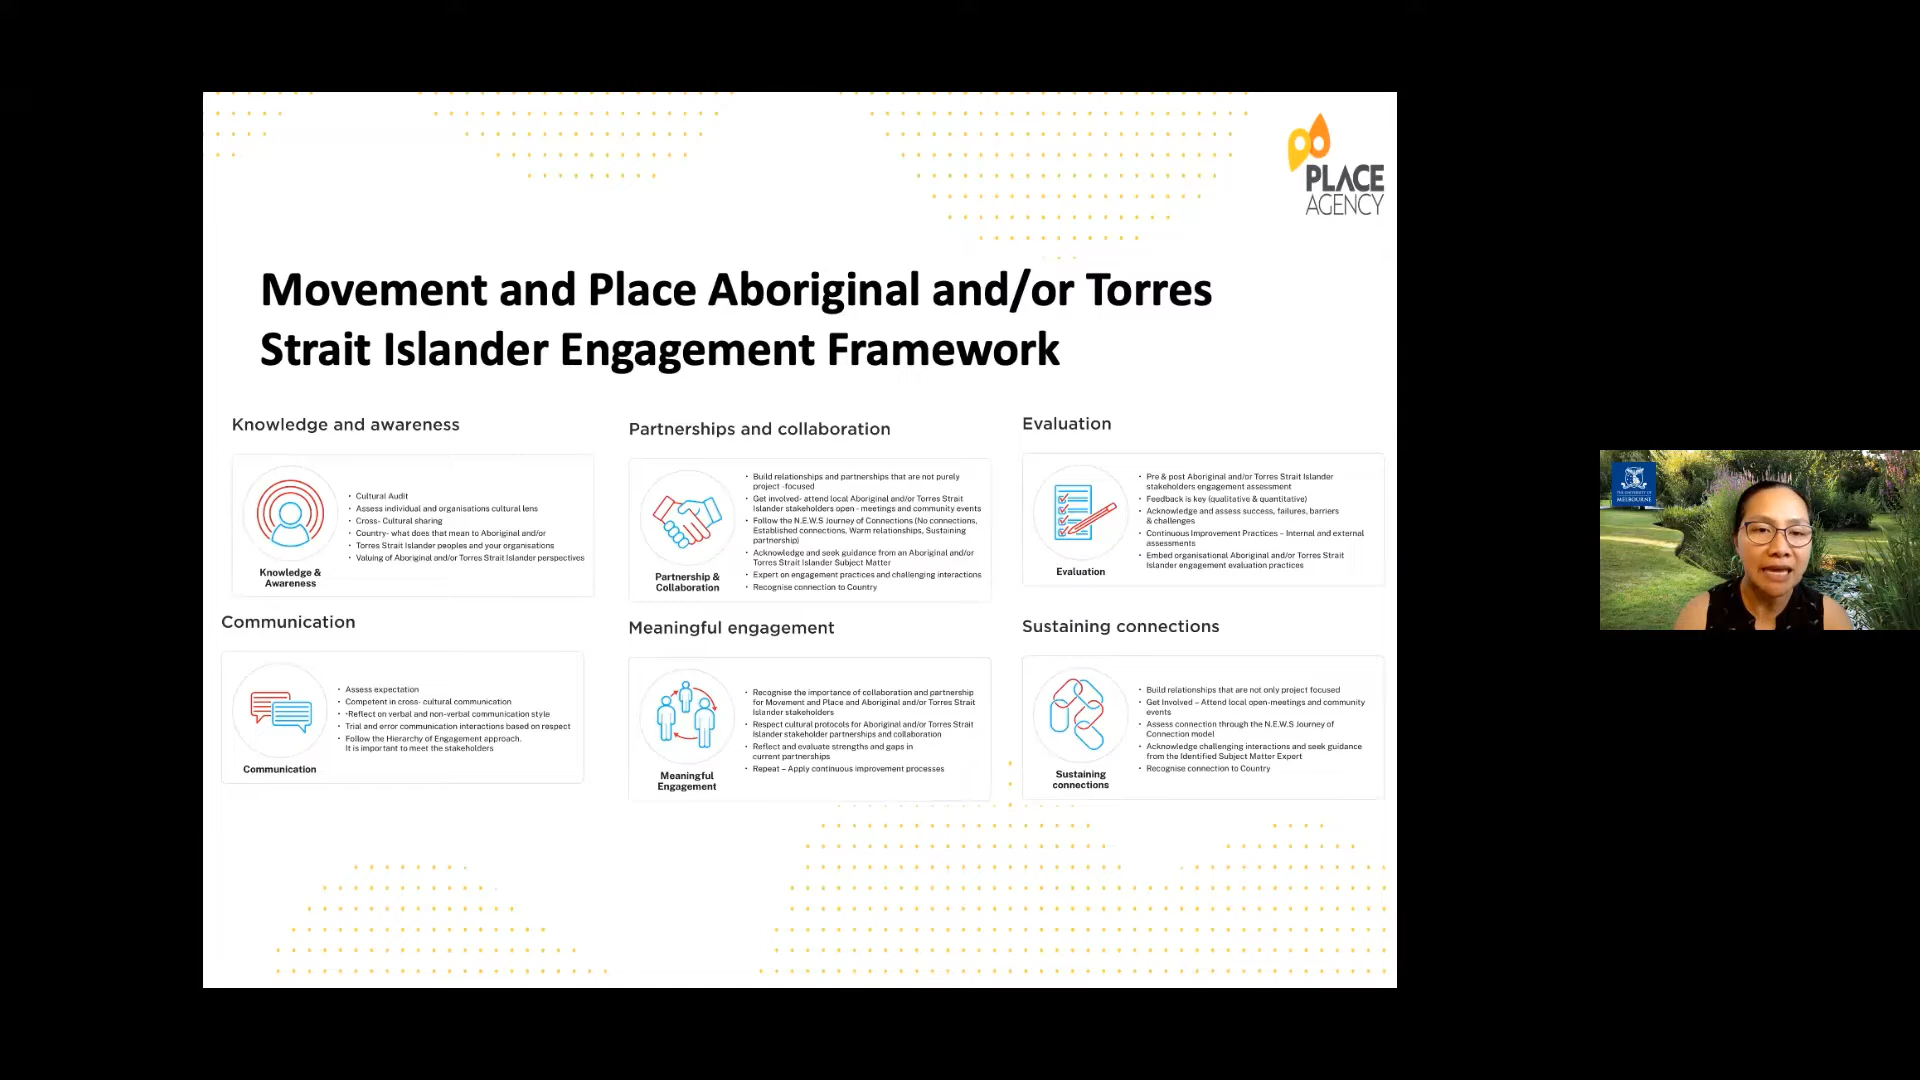 PLACE
AGENCY
Movement and Place Aboriginal and/or Torres
Strait Islander Engagement Framework
Knowledge and awareness
Knowledge &
Awareness
• Cultural Audit
• Assess individual and organisations cultural lens
• Cross- Cultural sharing
• Country- what does that mean to Aboriginal and/or
• Torres Strait Islander peoples and your organisations
• Valuing of Aboriginal and/or Torres Strait Islander perspectives
Partnerships and collaboration
Partnership &
Collaboration
• Build relationships and partnerships that are not purely
project -focused
• Get involved- attend local Aboriginal and/or Torres Strait
Islander stakeholders open - meetings and community events
• Follow the N.E.W.S Journey of Connections (No connections,
Established connections, Warm relationships, Sustaining
partnership)
• Acknowledge and seek guidance from an Aboriginal and/or
Torres Strait Islander Subject Matter
• Expert on engagement practices and challenging interactions
• Recognise connection to Country
Evaluation
Evaluation
• Pre & post Aboriginal and/or Torres Strait Islander
stakeholders engagement assessment
• Feedback is key (qualitative & quantitative)
• Acknowledge and assess success, failures, barriers
& challenges
• Continuous Improvement Practices – Internal and external
assessments
• Embed organisational Aboriginal and/or Torres Strait
Islander engagement evaluation practices
Communication
Communication
• Assess expectation
• Competent in cross- cultural communication
• ·Reflect on verbal and non-verbal communication style
• Trial and error communication interactions based on respect
• Follow the Hierarchy of Engagement approach.
It is important to meet the stakeholders
Meaningful engagement
Meaningful
Engagement
• Recognise the importance of collaboration and partnership
for Movement and Place and Aboriginal and/or Torres Strait
Islander stakeholders
• Respect cultural protocols for Aboriginal and/or Torres Strait
Islander stakeholder partnerships and collaboration
• Reflect and evaluate strengths and gaps in
current partnerships
• Repeat – Apply continuous improvement processes
Sustaining connections
Sustaining
connections
• Build relationships that are not only project focused
• Get Involved – Attend local open-meetings and community
events
• Assess connection through the N.E.W.S Journey of
Connection model
• Acknowledge challenging interactions and seek guidance
from the Identified Subject Matter Expert
• Recognise connection to Country
THE UNIVERSITY OF
MELBOURNE